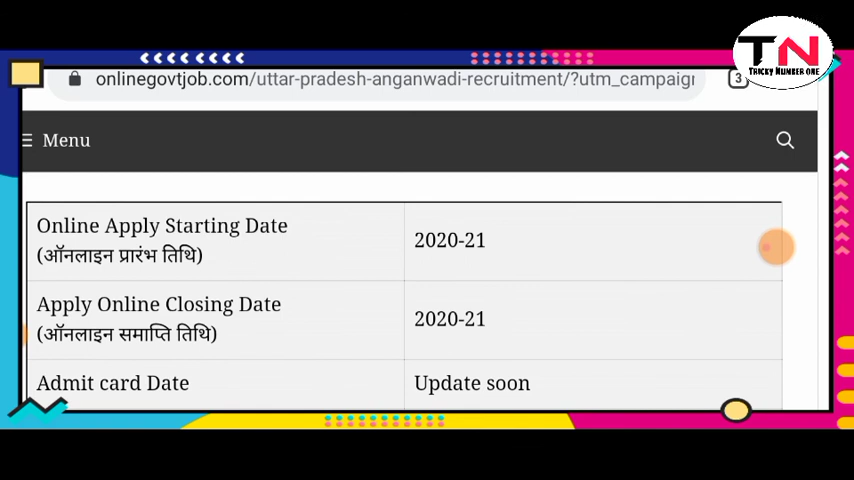 TN
TRICKY NUMBER ONE
onlinegovtjob.com/uttar-pradesh-anganwadi-recruitment/?utm_campaign
3
Menu
Online Apply Starting Date
(ऑनलाइन प्रारंभ तिथि)
2020-21
Apply Online Closing Date
(ऑनलाइन समाप्ति तिथि)
2020-21
Admit card Date
Update soon